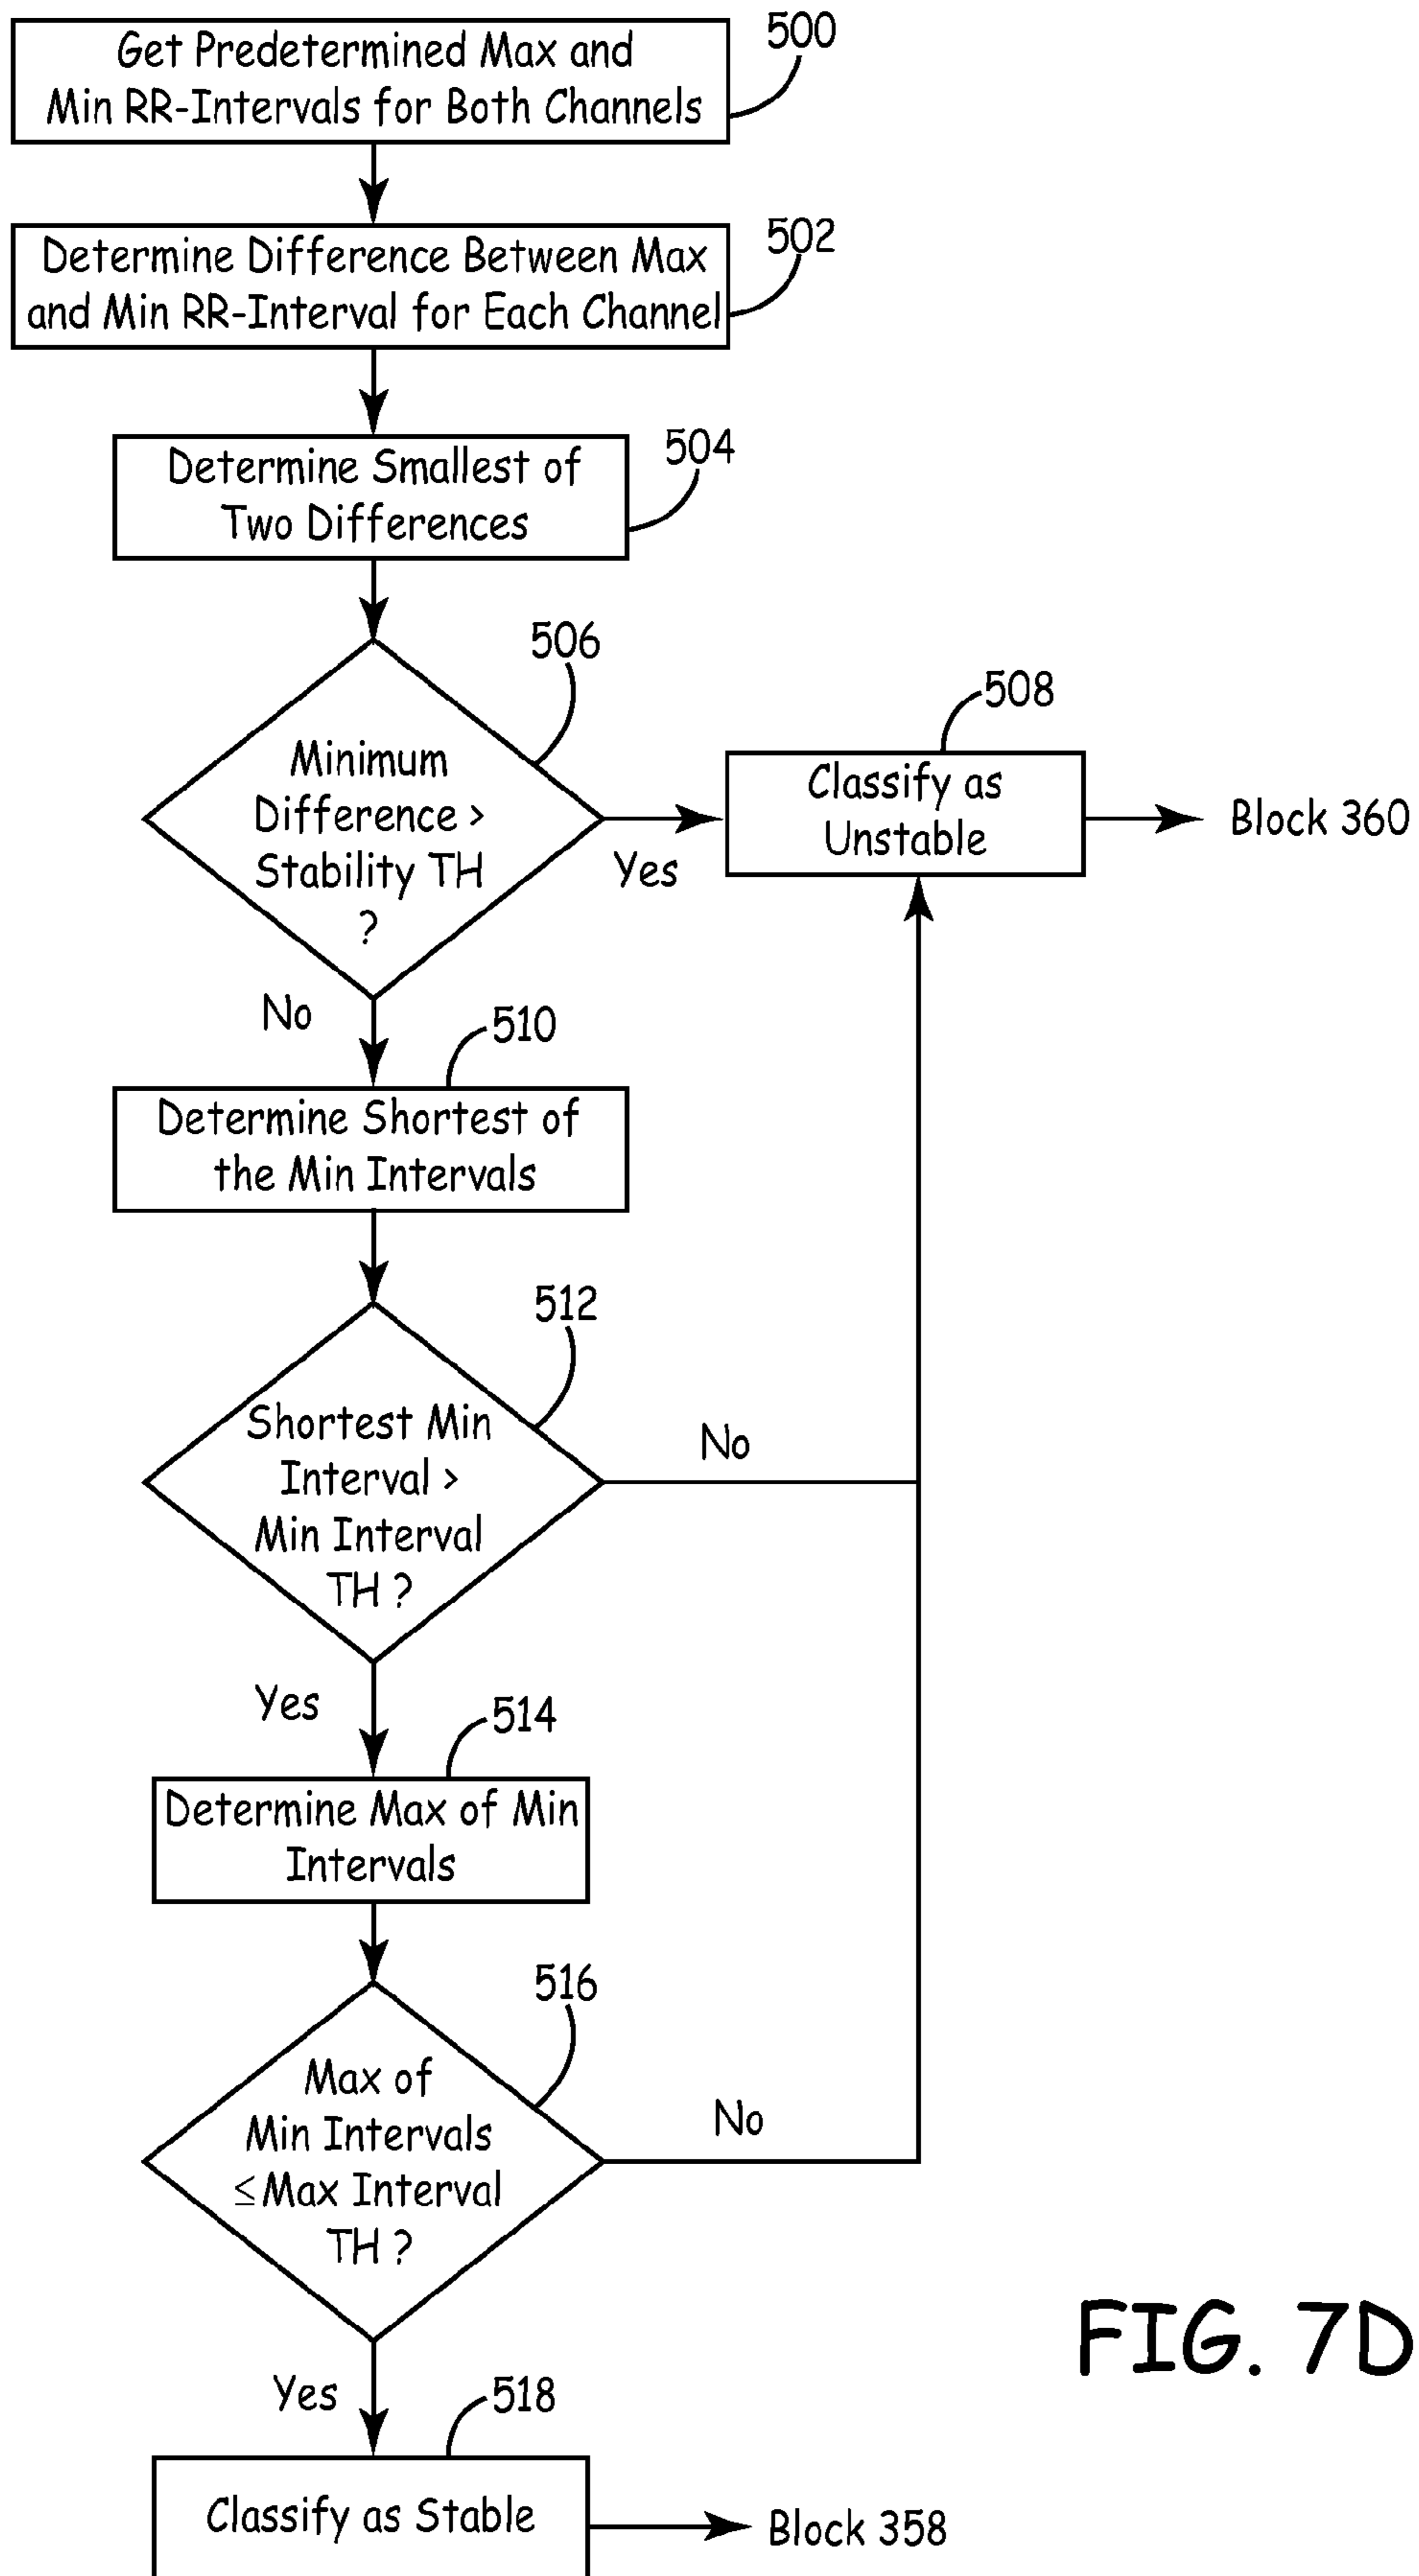 500
Get Predetermined Max and
Min RR-Intervals for Both Channels
502
Determine Difference Between Max
and Min RR-Interval for Each Channel
504
Determine Smallest of
Two Differences
506
Minimum
Difference >
Stability TH
?
Yes
508
Classify as
Unstable
Block 360
No
510
Determine Shortest of
the Min Intervals
512
Shortest Min
Interval >
Min Interval
TH ?
No
Yes
514
Determine Max of Min
Intervals
516
Max of
Min Intervals
≤Max Interval
TH ?
No
Yes
518
Classify as Stable
Block 358
FIG. 7D